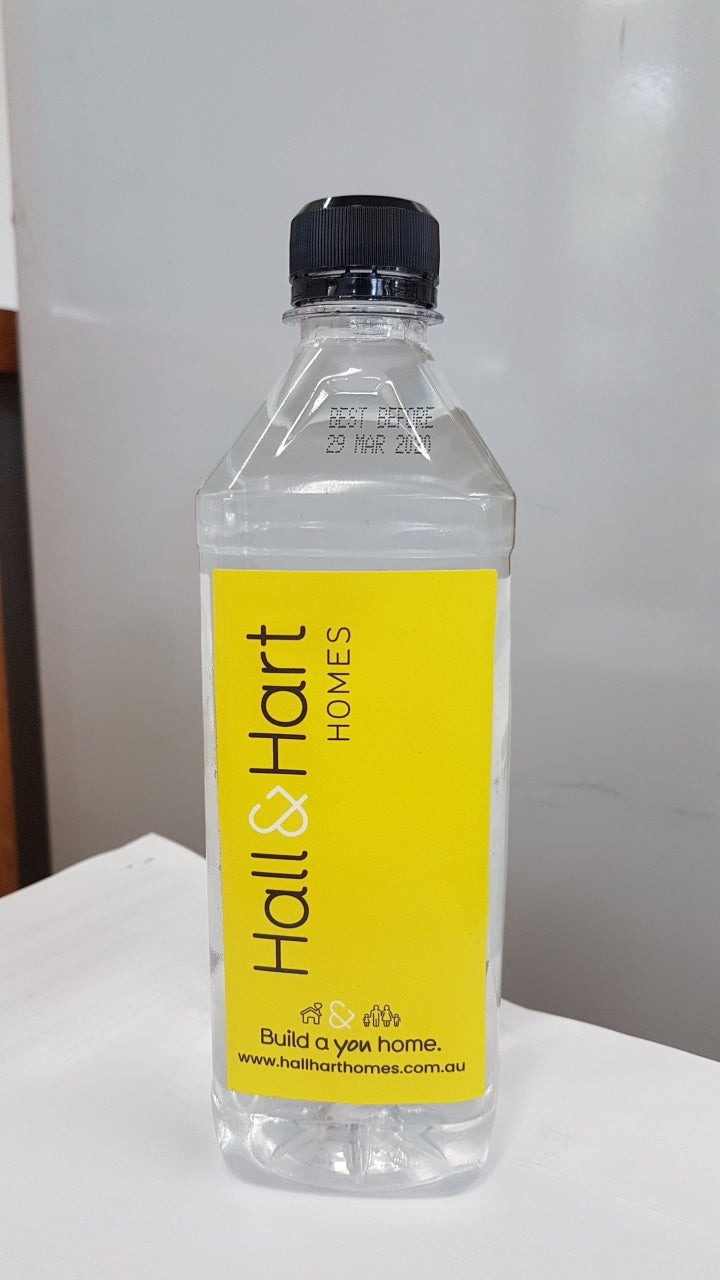 BEST BEFORE
29 MAR 2020
Hall & Hart
HOMES
&
Build a you home.
www.hallharthomes.com.au